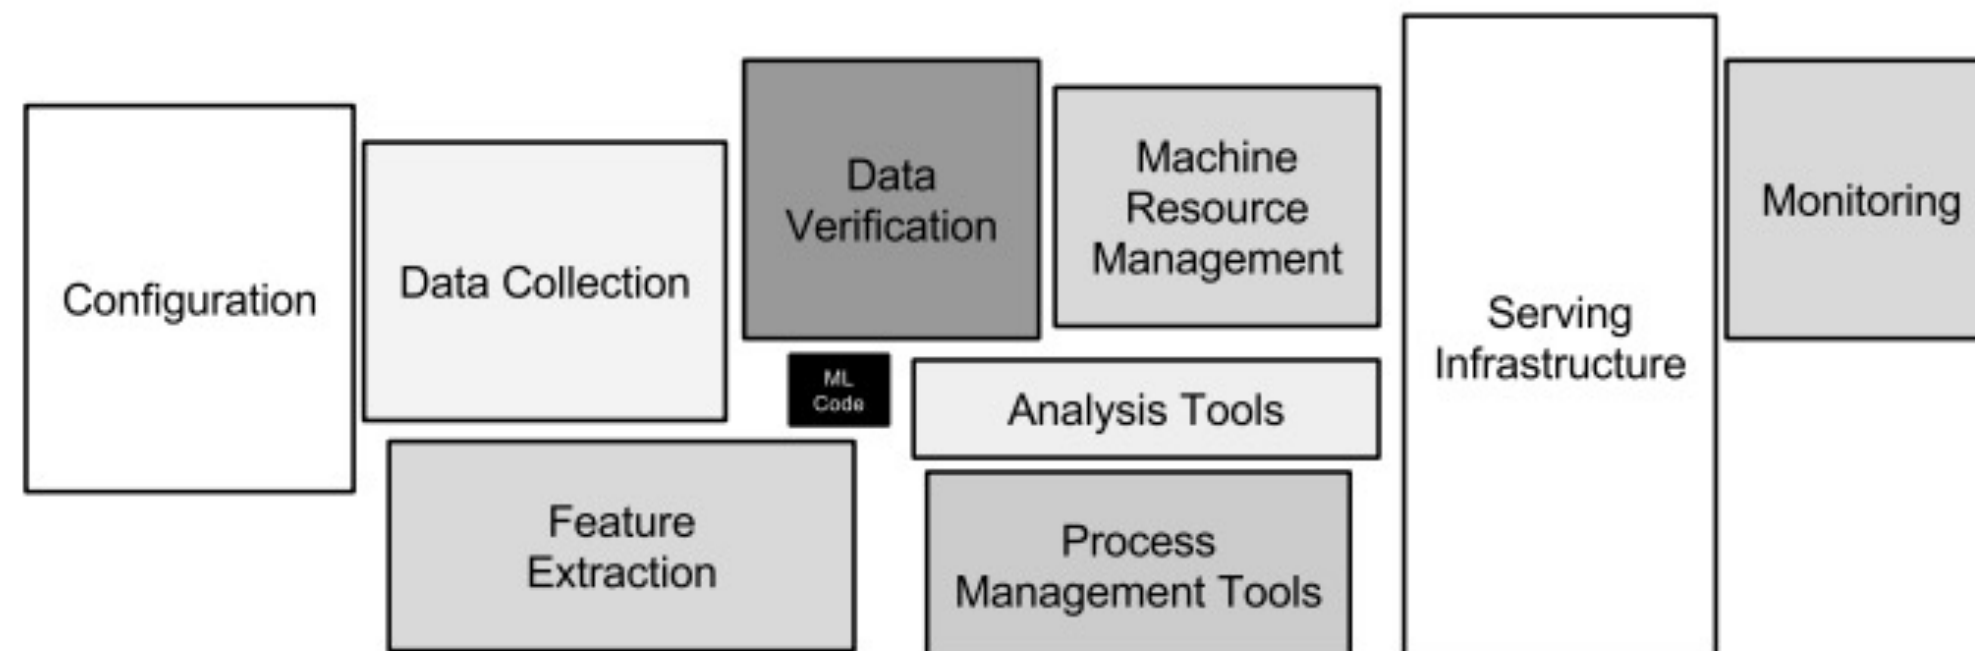 Configuration
Data Collection
Data
Verification
Machine
Resource
Management
Serving
Infrastructure
Monitoring
ML
Code
Analysis Tools
Feature
Extraction
Process
Management Tools